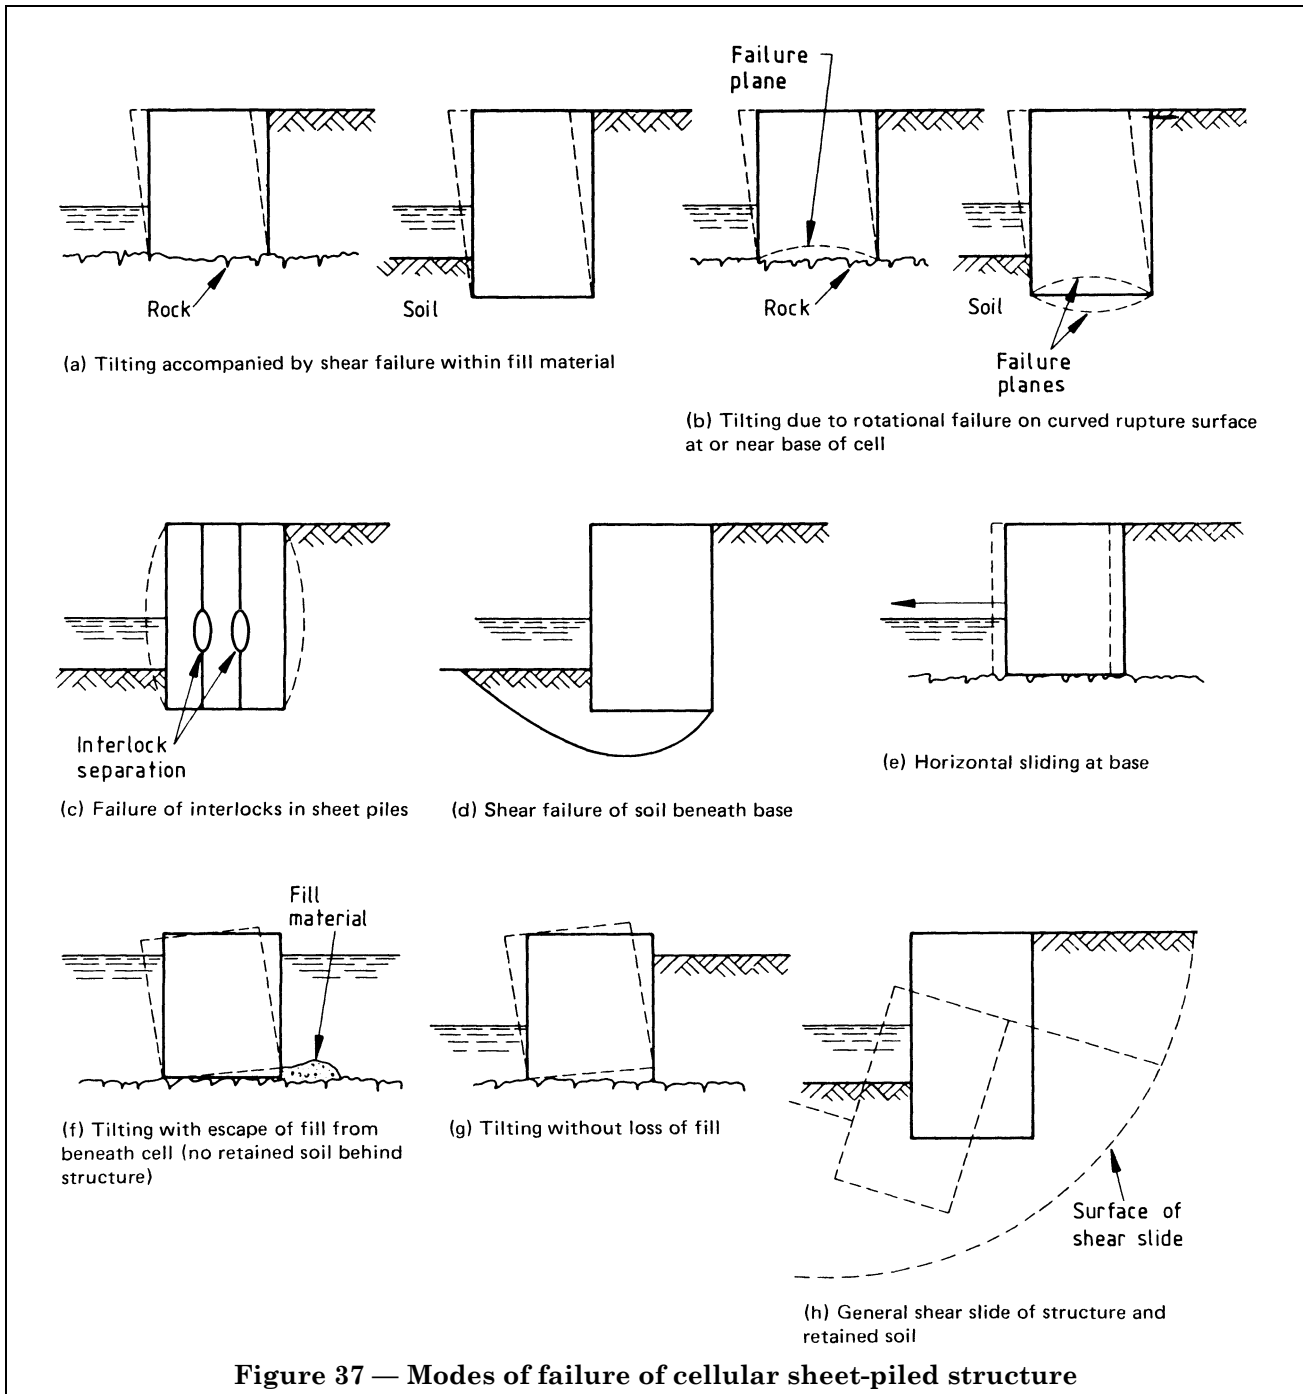 Failure
plane
Rock
Soil
Rock
Soil
Failure
planes
(a) Tilting accompanied by shear failure within fill material
(b) Tilting due to rotational failure on curved rupture surface
at or near base of cell
Interlock
separation
(c) Failure of interlocks in sheet piles
(d) Shear failure of soil beneath base
(e) Horizontal sliding at base
Fill
material
(f) Tilting with escape of fill from
beneath cell (no retained soil behind
structure)
(g) Tilting without loss of fill
Surface of
shear slide
(h) General shear slide of structure and
retained soil
Figure 37 — Modes of failure of cellular sheet-piled structure